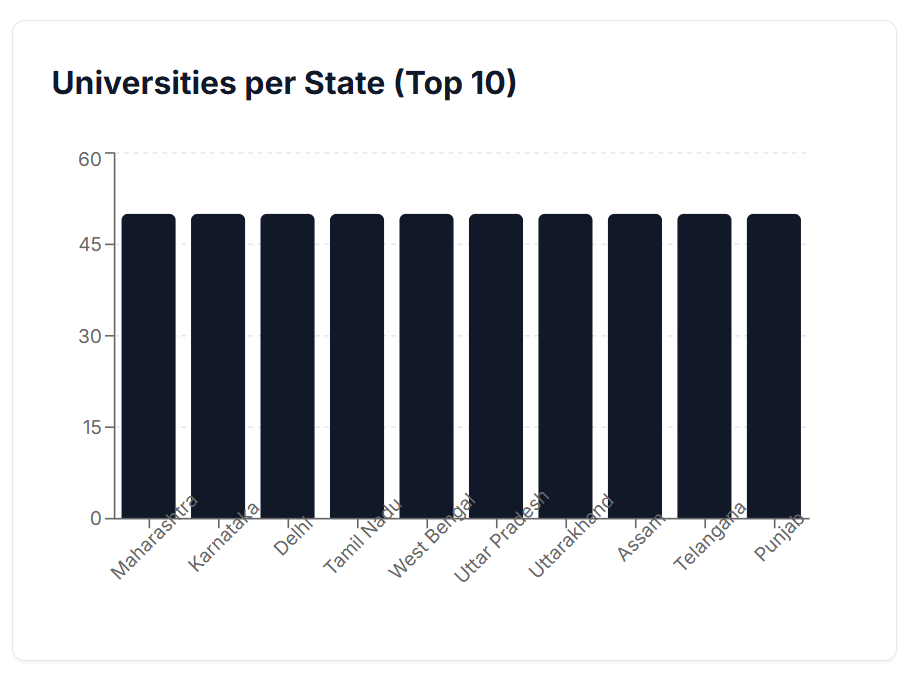 Universities per State (Top 10)
60
45
30
15
0
Maharashtra
Karnataka
Delhi
Tamil Nadu
West Bengal
Uttar Pradesh
Uttarakhand
Assam
Telangana
Punjab